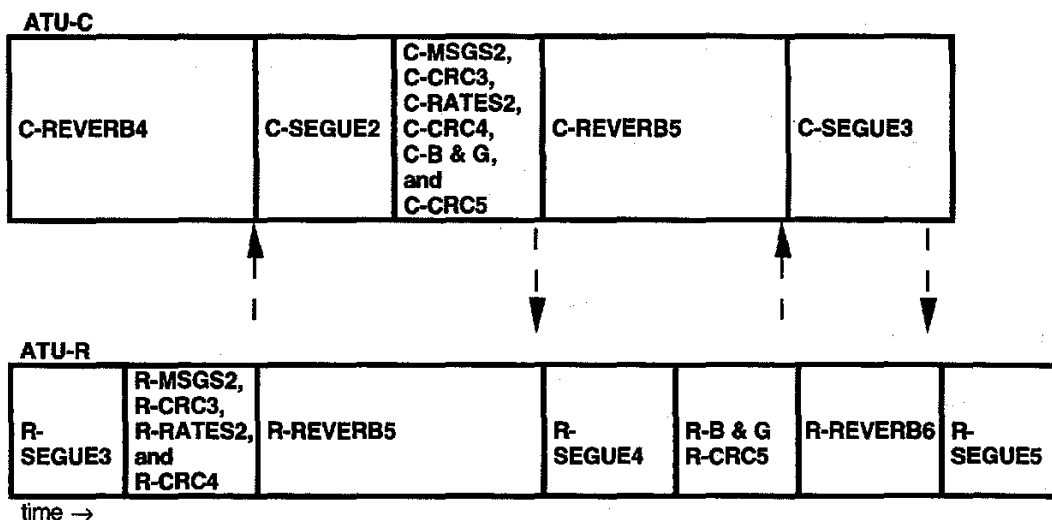 ATU-C
C-REVERB4
C-SEGUE2
C-MSGS2,
C-CRC3,
C-RATES2,
C-CRC4,
C-B & G,
and
C-CRC5
C-REVERB5
C-SEGUE3
ATU-R
R-
SEGUE3
R-MSGS2,
R-CRC3,
R-RATES2,
and
R-CRC4
R-REVERB5
R-
SEGUE4
R-B & G
R-CRC5
R-REVERB6
R-
SEGUE5
time →